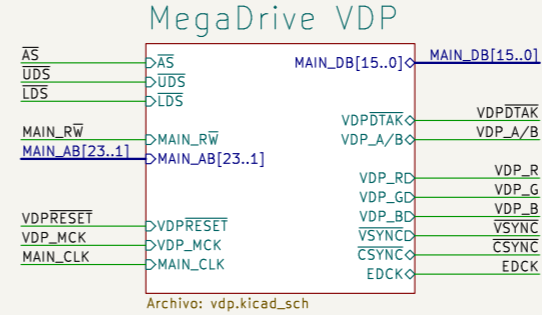 MegaDrive VDP
AS AS MAIN_DB[15..0] MAIN_DB[15..0]
UDS UDS
LDS LDS
VDPDTAK VDPDTAK
MAIN_RW MAIN_RW VDP_A/B VDP_A/B
MAIN_AB[23..1] MAIN_AB[23..1]
VDP_R VDP_R
VDP_G VDP_G
VDP_B VDP_B
VDPRESET VDPRESET VSYNC VSYNC
VDP_MCK VDP_MCK CSYNC CSYNC
MAIN_CLK MAIN_CLK EDCK EDCK
Archivo: vdp.kicad_sch